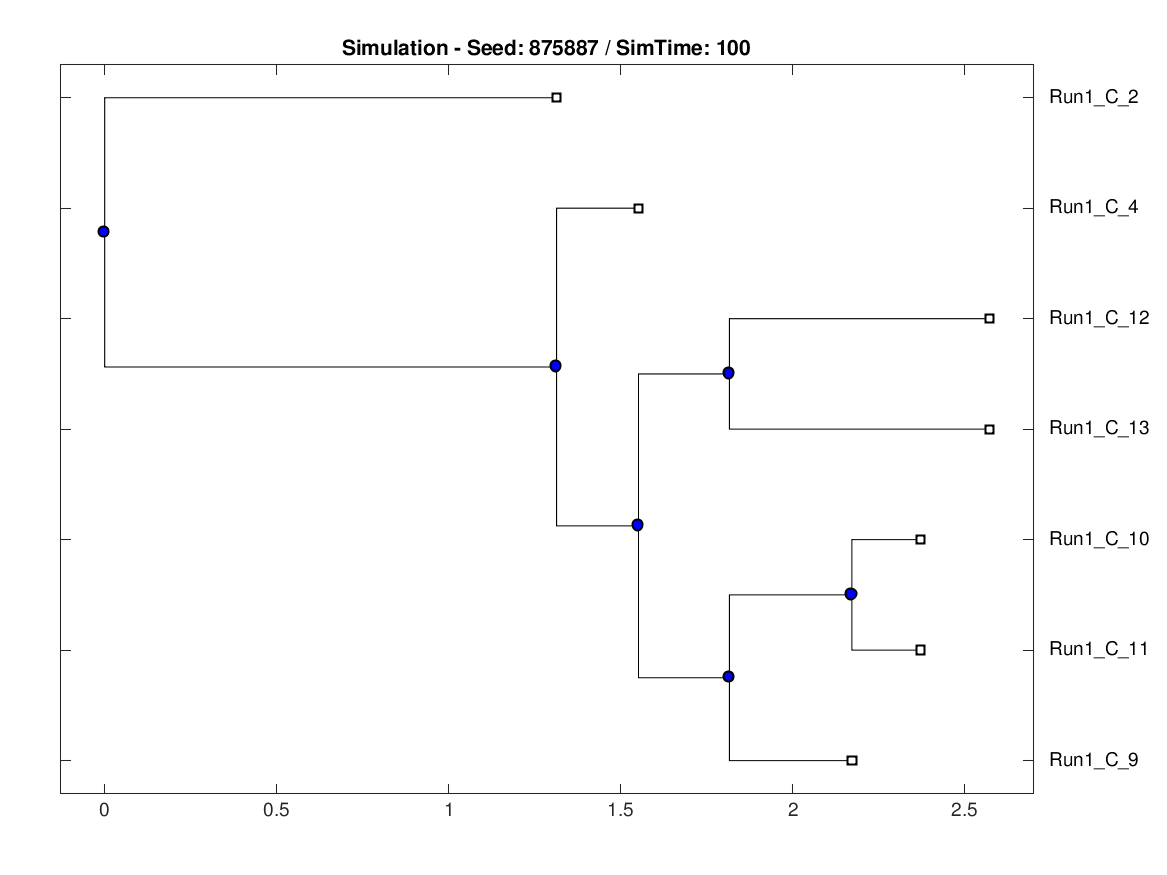 Simulation - Seed: 875887 / SimTime: 100
Run1_C_2
Run1_C_4
Run1_C_12
Run1_C_13
Run1_C_10
Run1_C_11
Run1_C_9
0 0.5 1 1.5 2 2.5